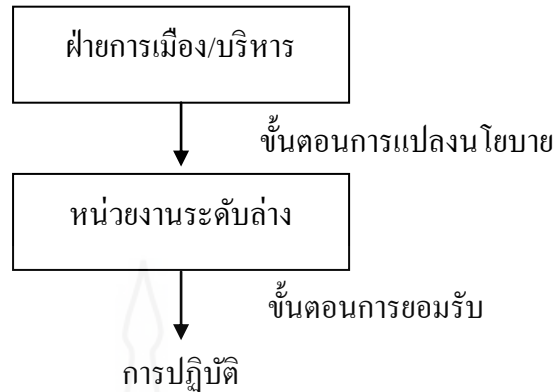 ฝ่ายการเมือง/บริหาร
ขั้นตอนการแปลงนโยบาย
หน่วยงานระดับล่าง
ขั้นตอนการยอมรับ
การปฏิบัติ